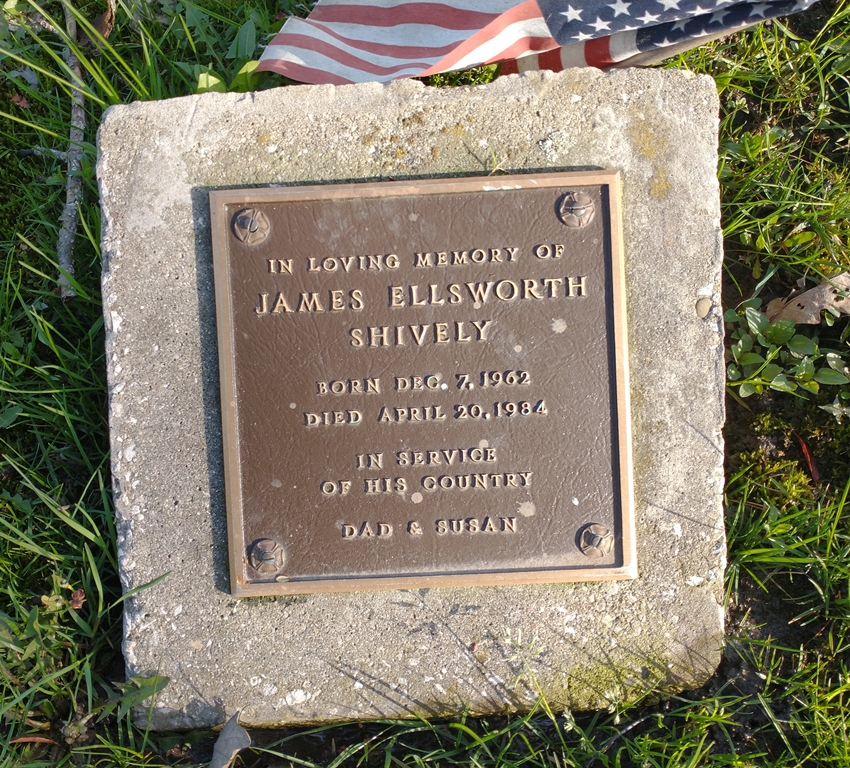 IN LOVING MEMORY OF
JAMES ELLSWORTH
SHIVELY
BORN DEC. 7, 1962
DIED APRIL 20, 1984
IN SERVICE
OF HIS COUNTRY
DAD & SUSAN